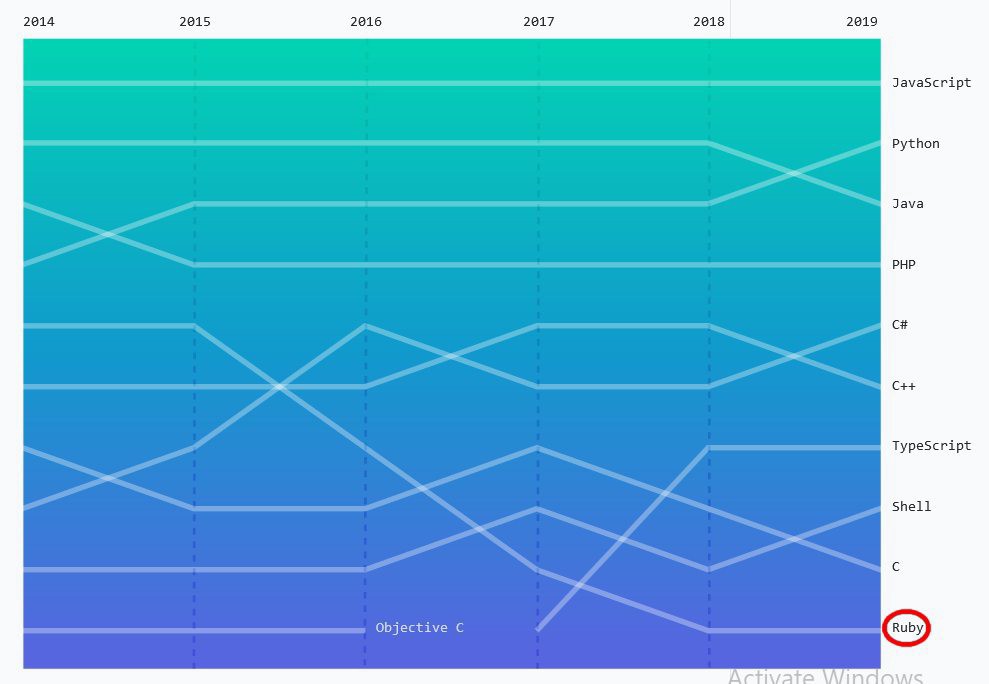 2014 2015 2016 2017 2018 2019
JavaScript
Python
Java
PHP
C#
C++
TypeScript
Shell
C
Objective C Ruby
Activate Windows